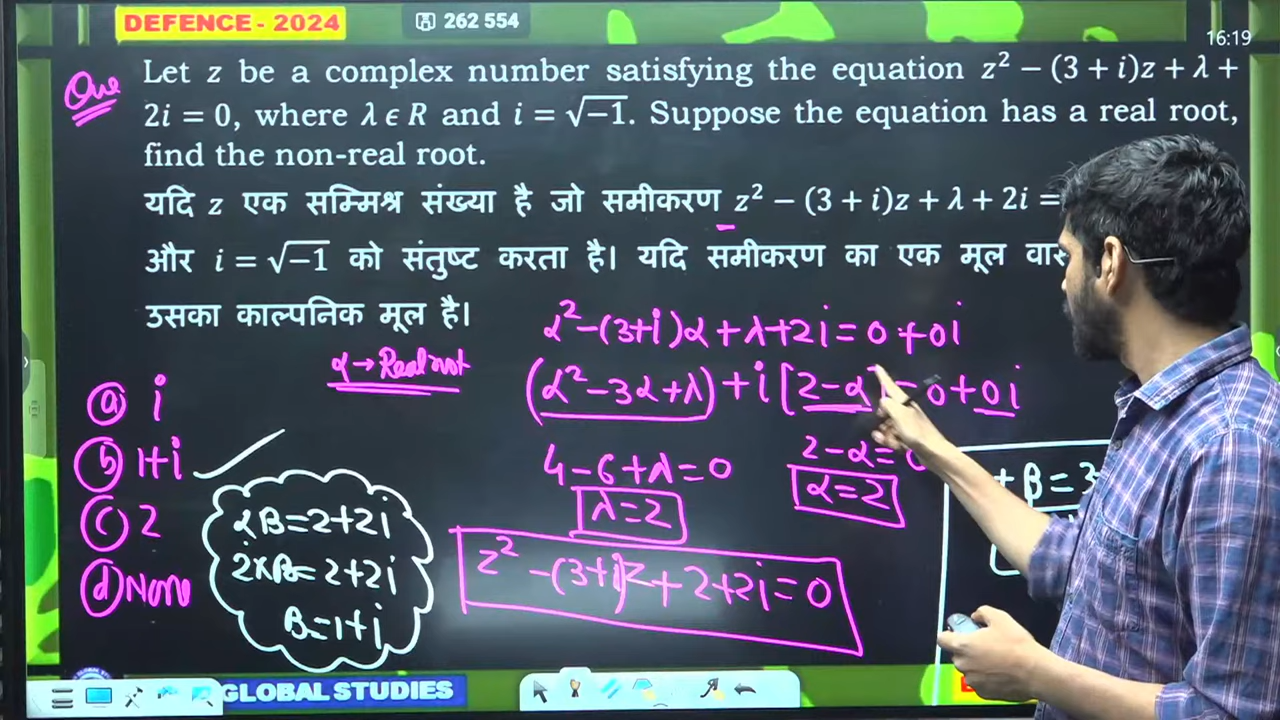 DEFENCE - 2024
262 554
16:19
Que
Let z be a complex number satisfying the equation z² − (3 + i)z + λ +
2i = 0, where λ ϵ R and i = √−1. Suppose the equation has a real root,
find the non-real root.
यदि z एक सम्मिश्र संख्या है जो समीकरण z² − (3 + i)z + λ + 2i =
और i = √−1 को संतुष्ट करता है। यदि समीकरण का एक मूल
उसका काल्पनिक मूल है।
α²-(3+i)α+λ+2i=0+0i
α→Real root
(α²-3α+λ)+i[2-α]=0+0i
a i
b 1+i
c 2
d None
4-6+λ=0
λ=2
2-α=0
α=2
β=3
αβ=2+2i
2×β=2+2i
β=1+i
z²-(3+i)z+2+2i=0
GLOBAL STUDIES